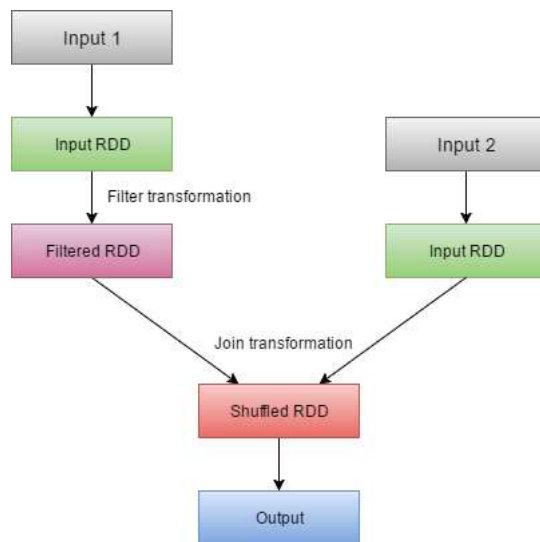 Input 1
Input RDD
Input 2
Filter transformation
Filtered RDD
Input RDD
Join transformation
Shuffled RDD
Output